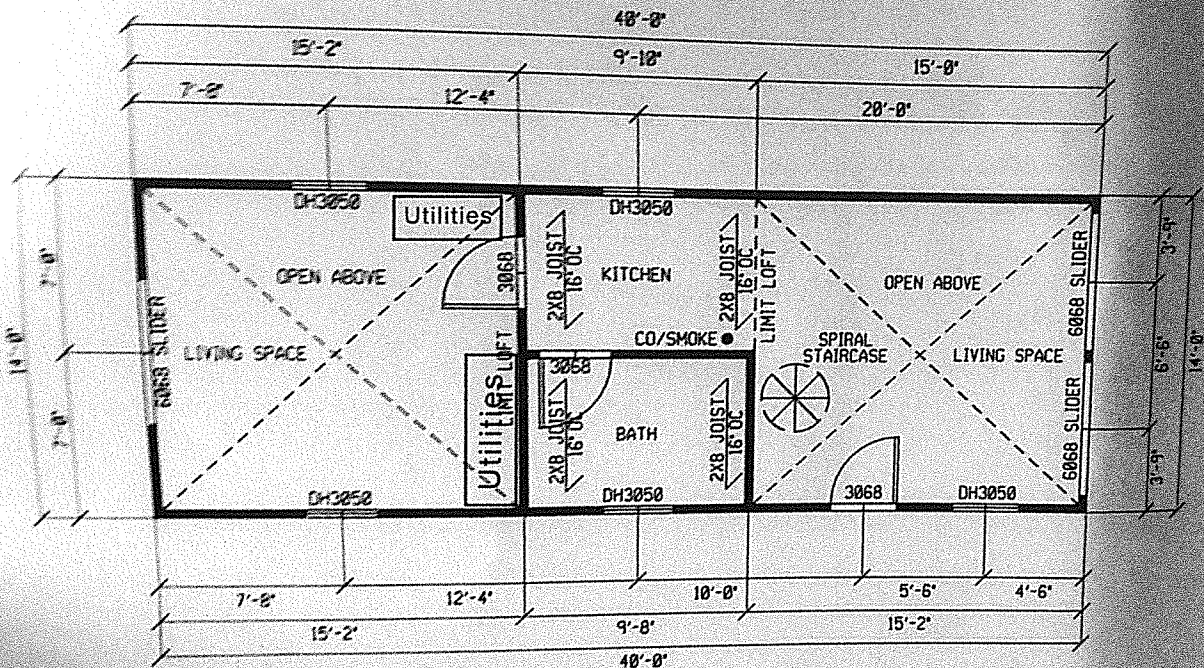 40'-0"
15'-2"
9'-10"
15'-0"
7'-8"
12'-4"
20'-0"
DH3050
Utilities
DH3050
14'-0"
7'-0"
7'-0"
3'-9"
6'-6"
3'-9"
14'-0"
OPEN ABOVE
3068
2X8 JOIST
16" OC
KITCHEN
2X8 JOIST
16" OC
LIMIT LOFT
OPEN ABOVE
6068 SLIDER
6068 SLIDER
LIVING SPACE
LIMIT LOFT
CO/SMOKE
SPIRAL
STAIRCASE
LIVING SPACE
3068
Utilities
2X8 JOIST
16" OC
BATH
2X8 JOIST
16" OC
6068 SLIDER
DH3050
DH3050
3068
DH3050
7'-8"
12'-4"
10'-0"
5'-6"
4'-6"
15'-2"
9'-8"
15'-2"
40'-0"